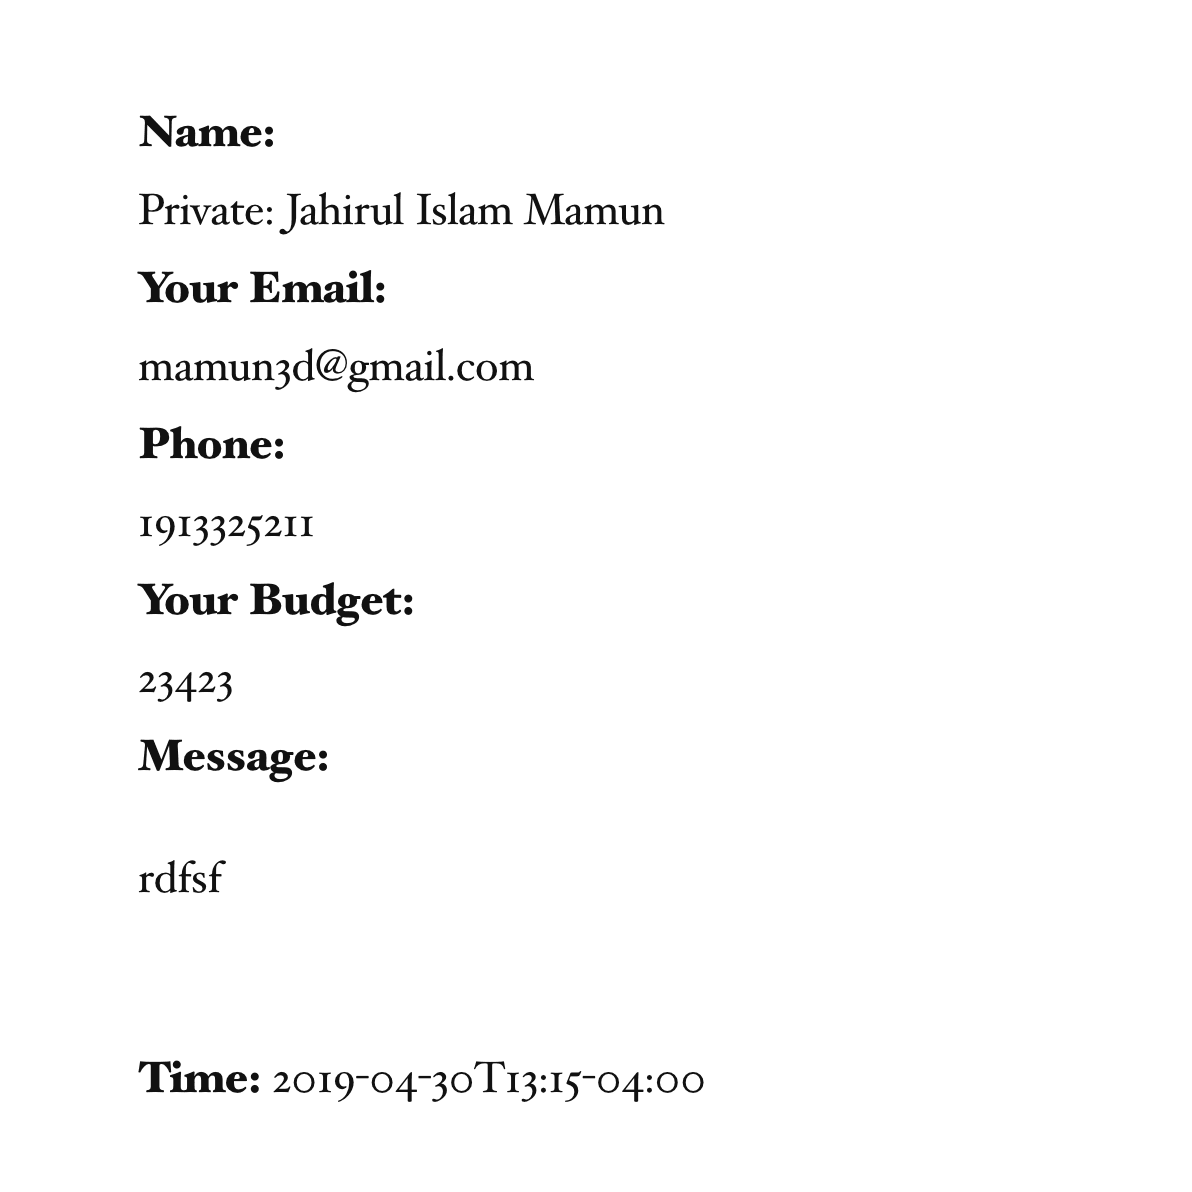 Name:
Private: Jahirul Islam Mamun
Your Email:
mamun3d@gmail.com
Phone:
1913325211
Your Budget:
23423
Message:
rdfsf
Time: 2019-04-30T13:15-04:00